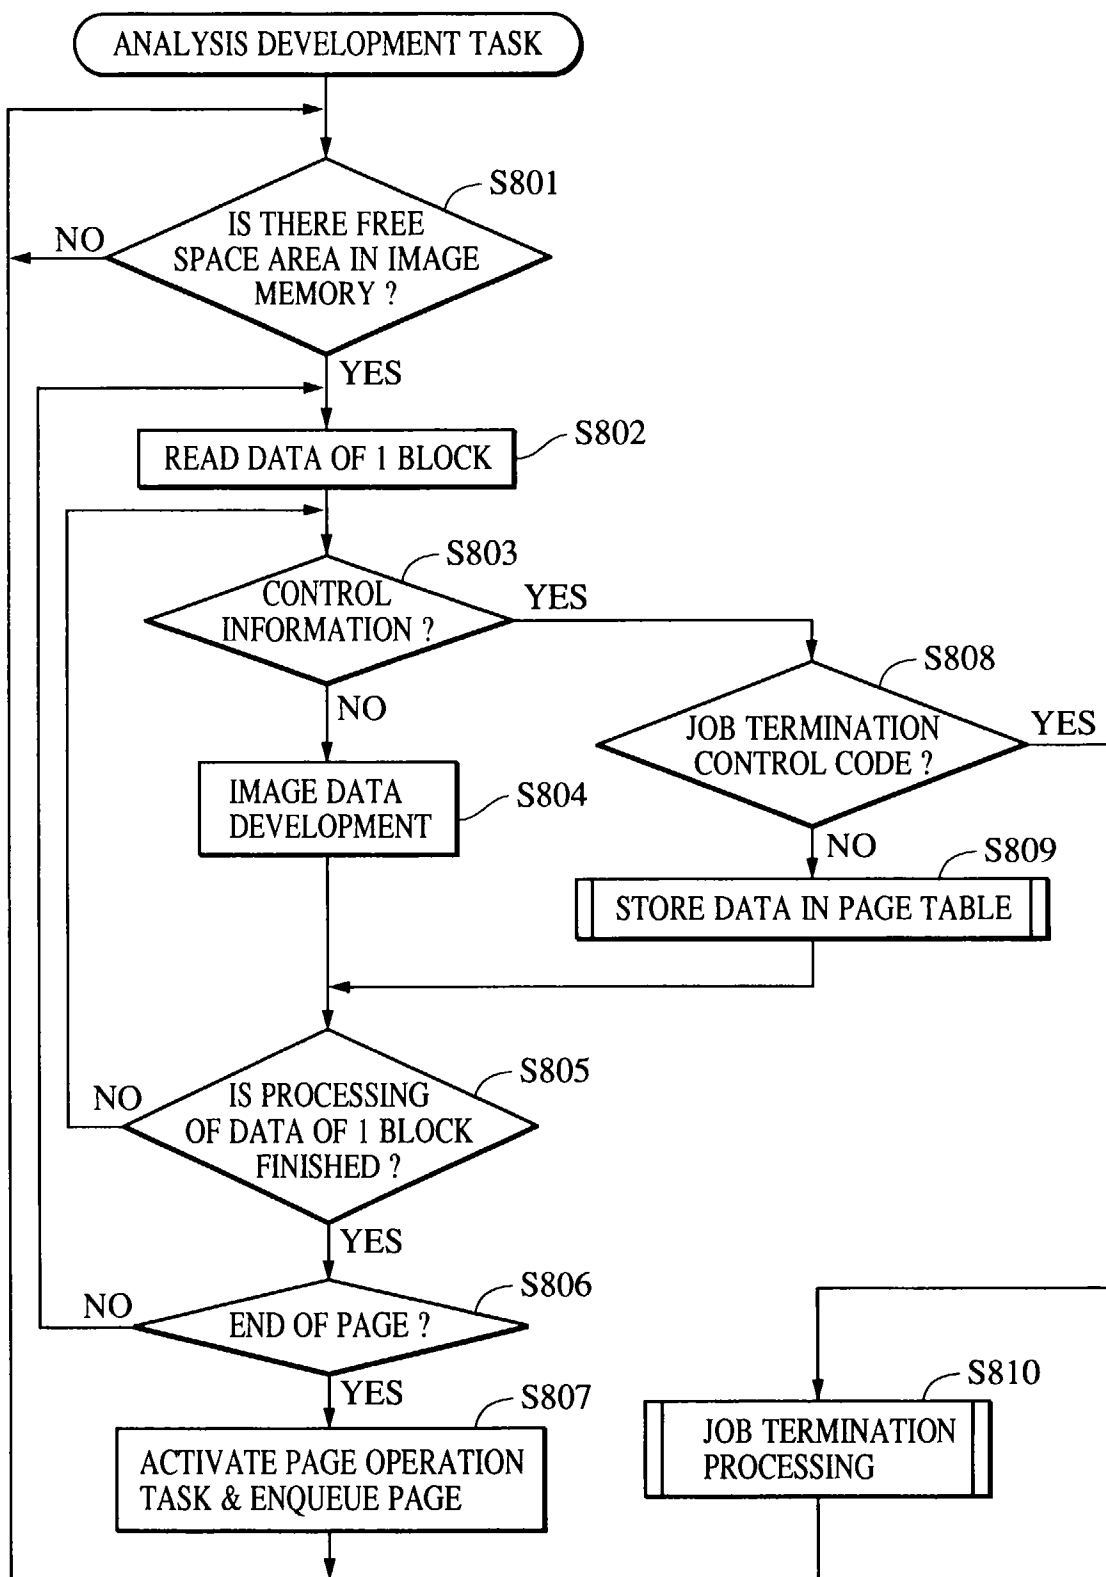 ANALYSIS DEVELOPMENT TASK
S801
IS THERE FREE
SPACE AREA IN IMAGE
MEMORY ?
NO
YES
S802
READ DATA OF 1 BLOCK
S803
CONTROL
INFORMATION ?
YES
NO
S808
JOB TERMINATION
CONTROL CODE ?
YES
NO
S804
IMAGE DATA
DEVELOPMENT
S809
STORE DATA IN PAGE TABLE
S805
IS PROCESSING
OF DATA OF 1 BLOCK
FINISHED ?
NO
YES
S806
END OF PAGE ?
NO
YES
S807
ACTIVATE PAGE OPERATION
TASK & ENQUEUE PAGE
S810
JOB TERMINATION
PROCESSING